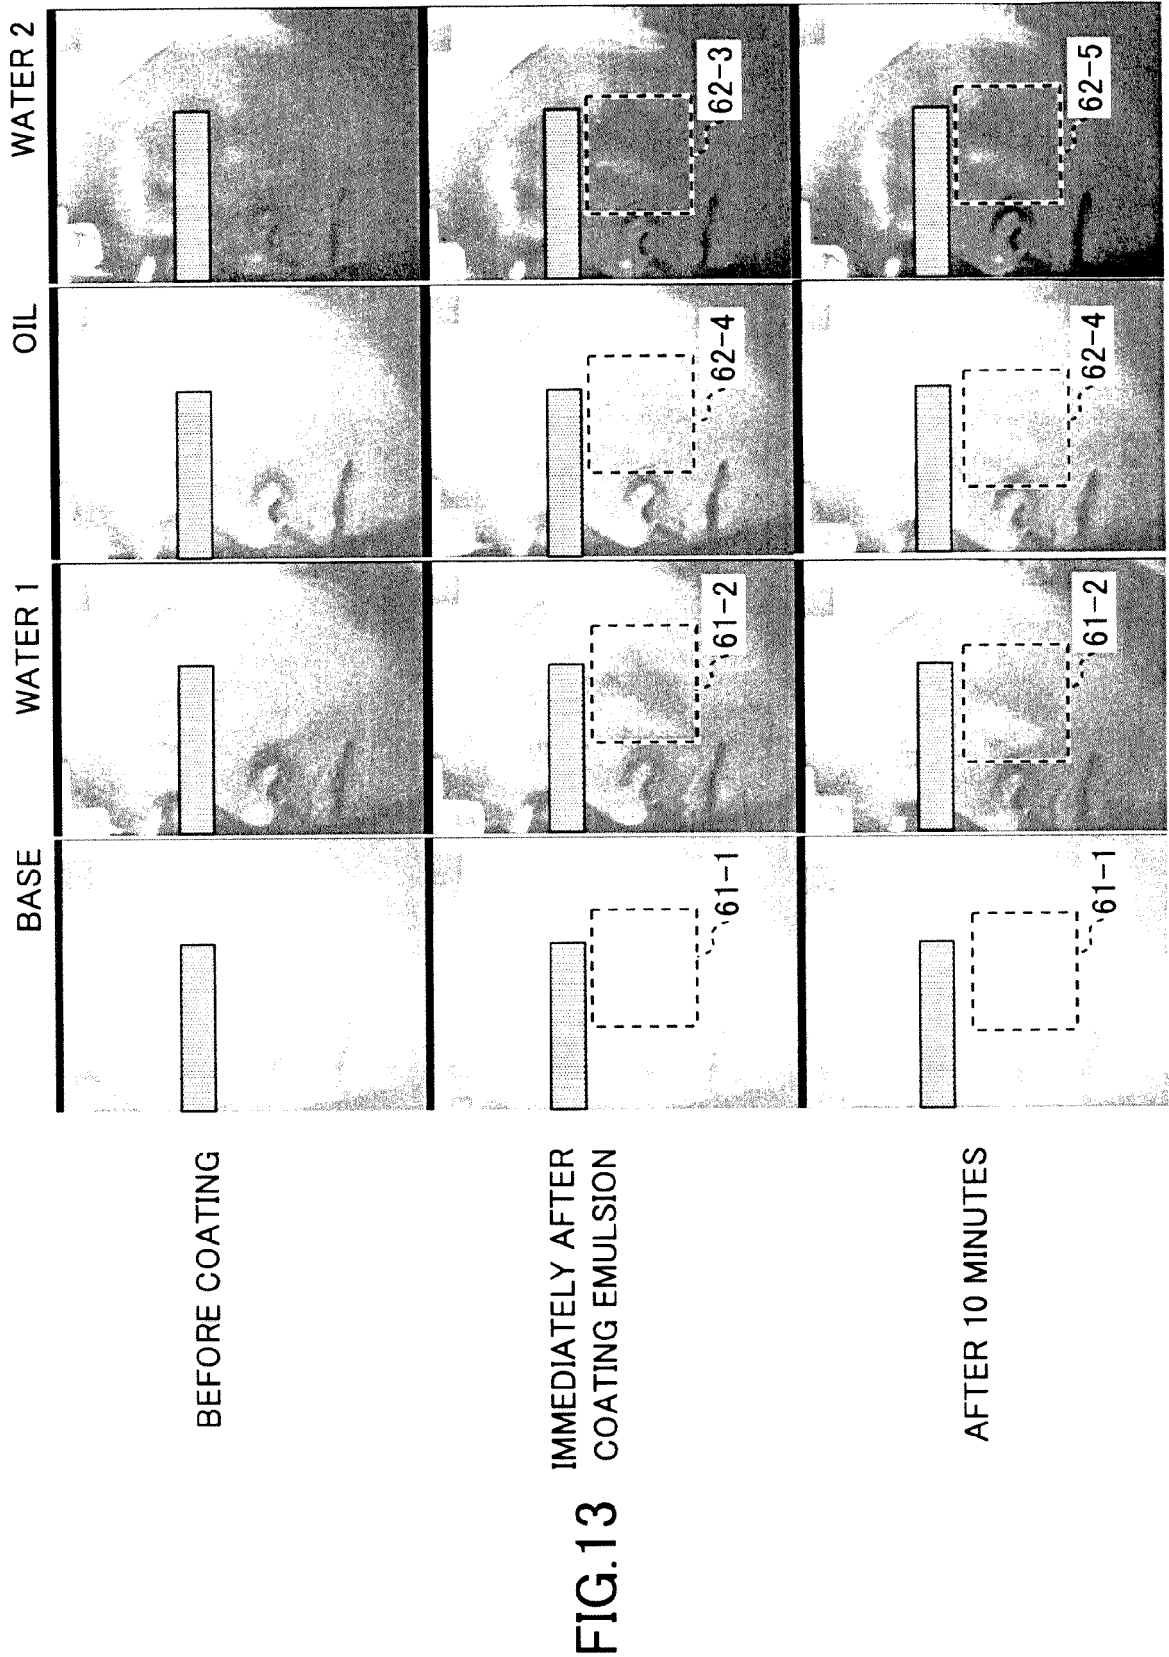 BASE WATER 1 OIL WATER 2
BEFORE COATING
IMMEDIATELY AFTER
COATING EMULSION
61-1 61-2 62-4 62-3
AFTER 10 MINUTES
61-1 61-2 62-4 62-5
FIG.13